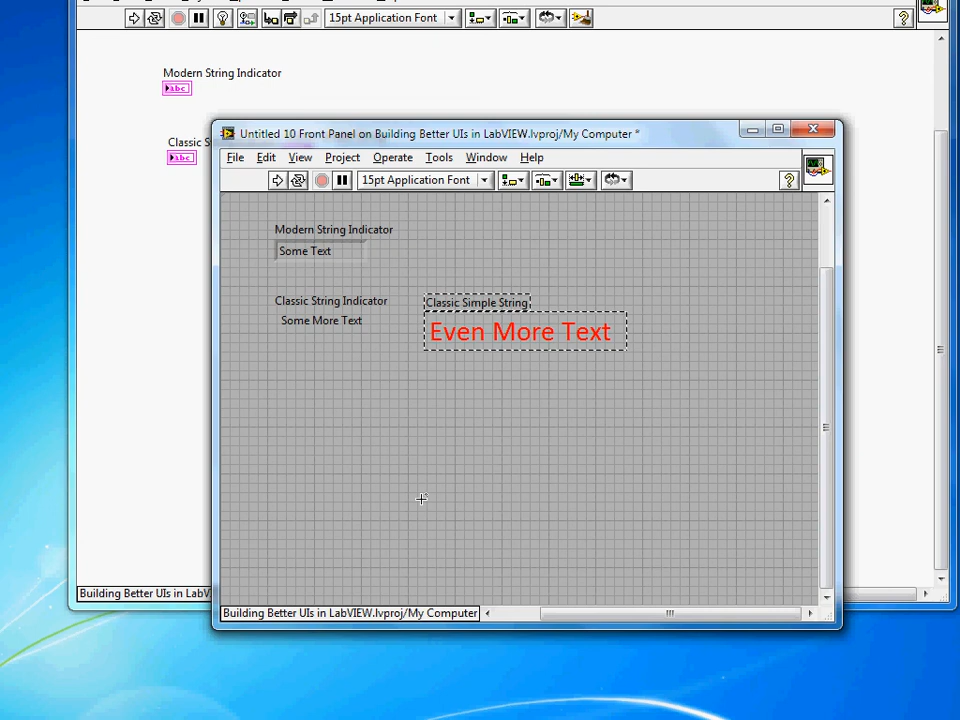 15pt Application Font
?
Modern String Indicator
abc
Classic S
abc
Untitled 10 Front Panel on Building Better UIs in LabVIEW.lvproj/My Computer *
File Edit View Project Operate Tools Window Help
15pt Application Font
?
Modern String Indicator
Some Text
Classic String Indicator
Classic Simple String
Some More Text
Even More Text
Building Better UIs in LabV
Building Better UIs in LabVIEW.lvproj/My Computer